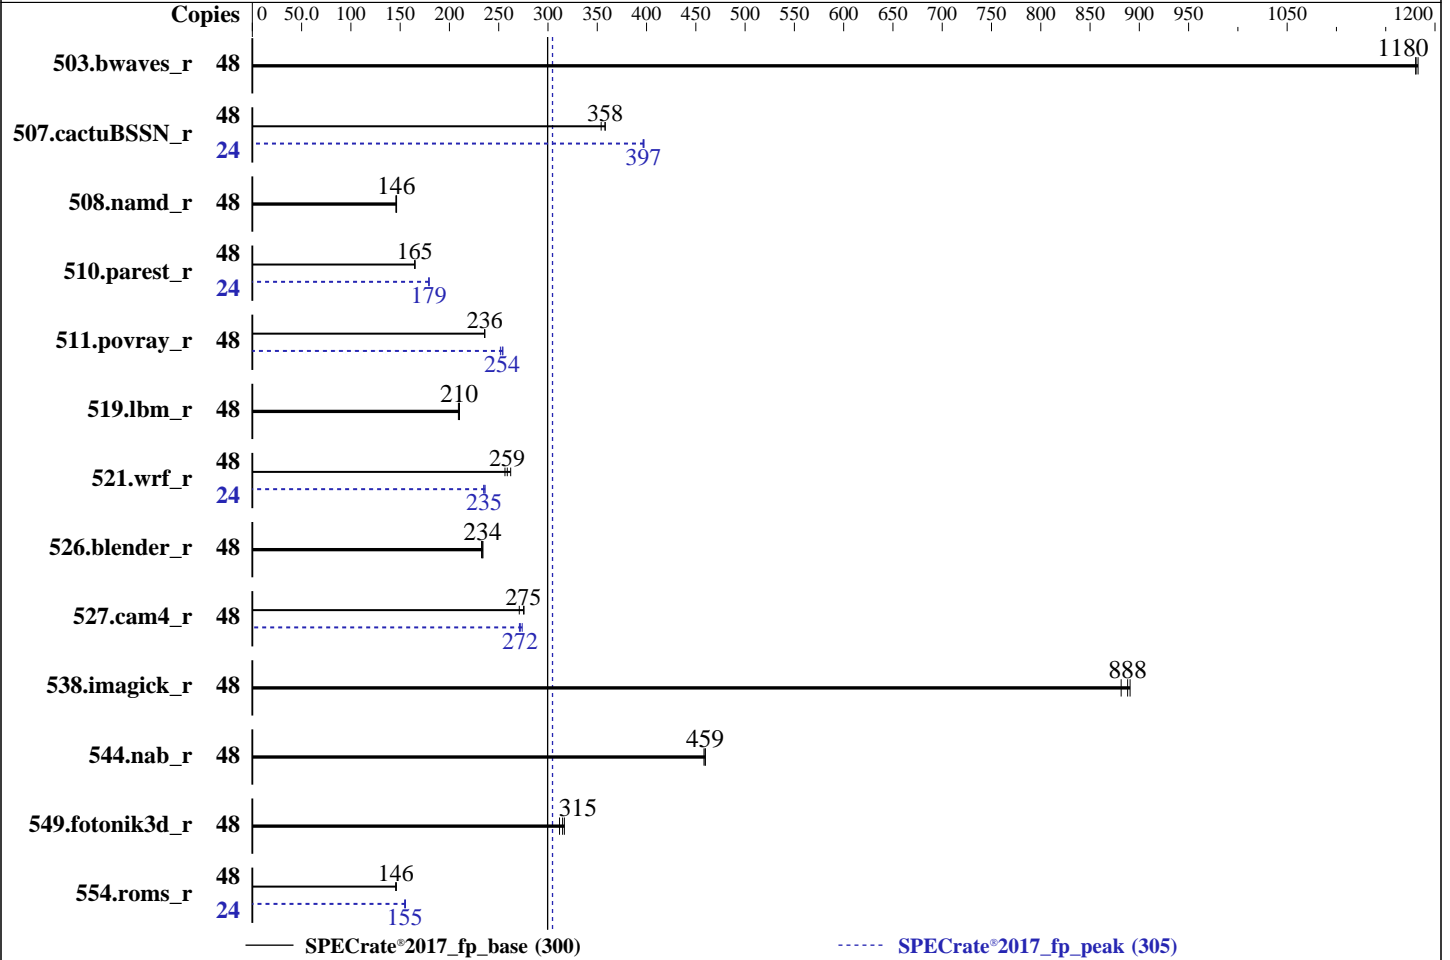 Copies 0 50.0 100 150 200 250 300 350 400 450 500 550 600 650 700 750 800 850 900 950 1050 1200
1180
503.bwaves_r 48
48 358
507.cactuBSSN_r
24 397
146
508.namd_r 48
48 165
510.parest_r
24 179
236
511.povray_r 48
254
210
519.lbm_r 48
48 259
521.wrf_r
24 235
234
526.blender_r 48
275
527.cam4_r 48
272
888
538.imagick_r 48
459
544.nab_r 48
315
549.fotonik3d_r 48
48 146
554.roms_r
24 155
SPECrate®2017_fp_base (300) SPECrate®2017_fp_peak (305)